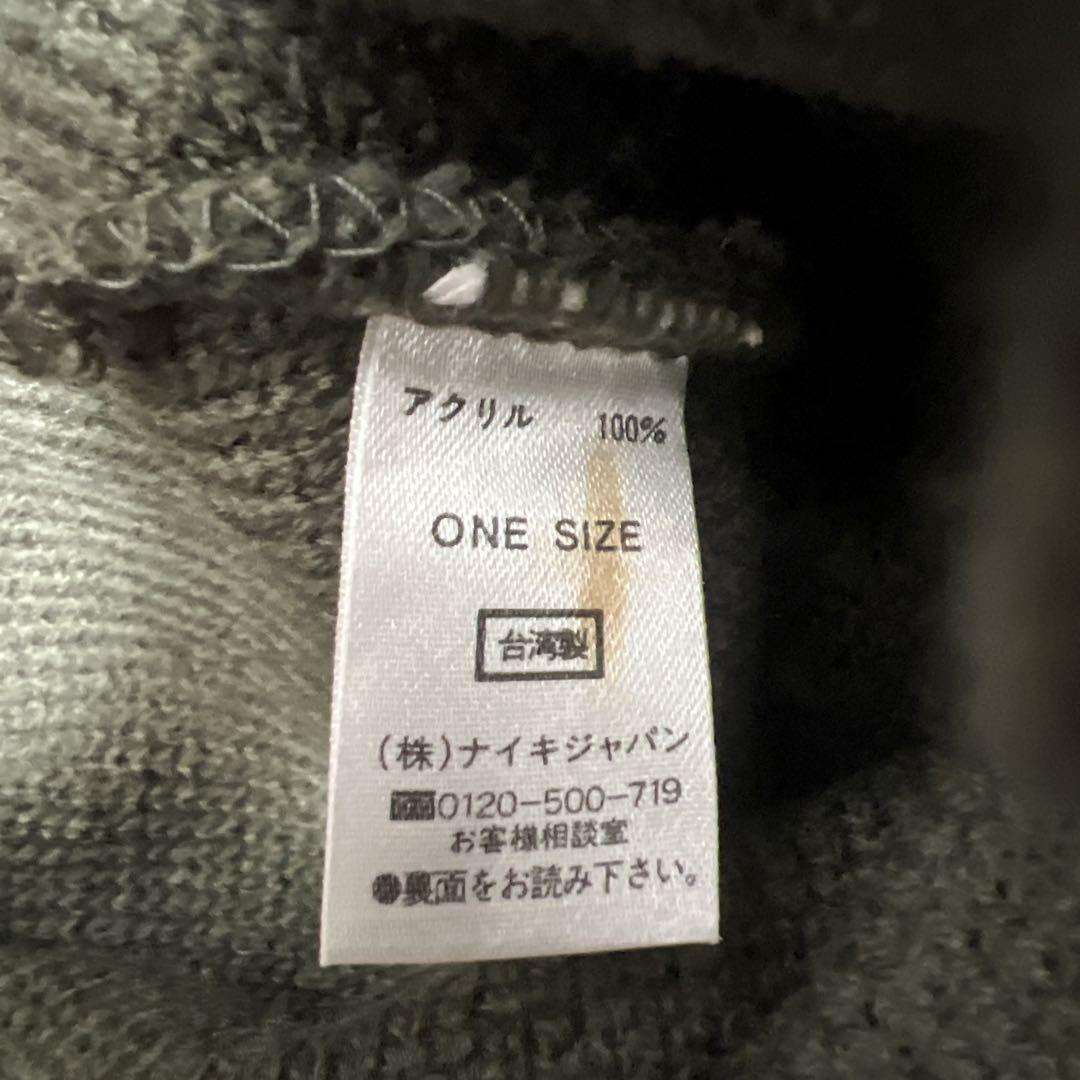 アクリル 100%
ONE SIZE
台湾製
(株)ナイキジャパン
0120-500-719
お客様相談室
●裏面をお読み下さい。